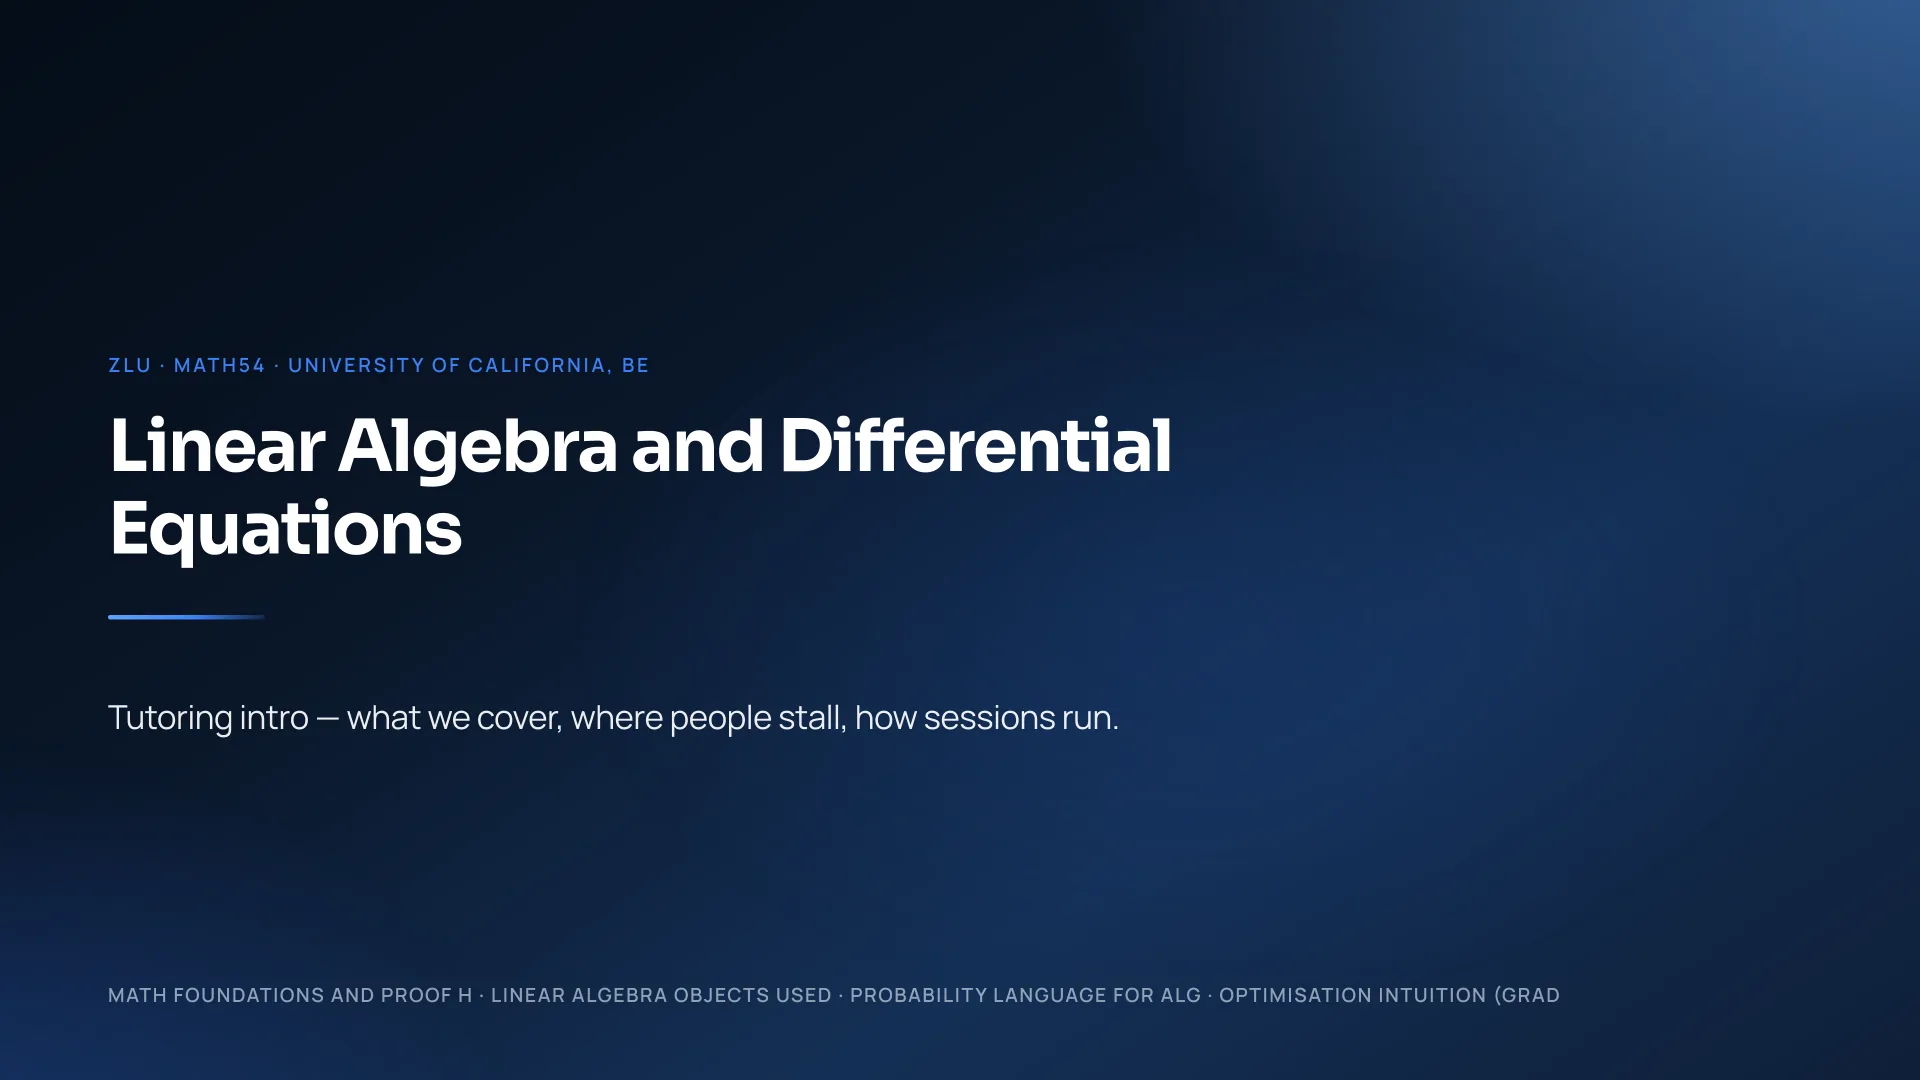 ZLU · MATH54 · UNIVERSITY OF CALIFORNIA, BE
Linear Algebra and Differential
Equations
Tutoring intro — what we cover, where people stall, how sessions run.
MATH FOUNDATIONS AND PROOF H · LINEAR ALGEBRA OBJECTS USED · PROBABILITY LANGUAGE FOR ALG · OPTIMISATION INTUITION (GRAD